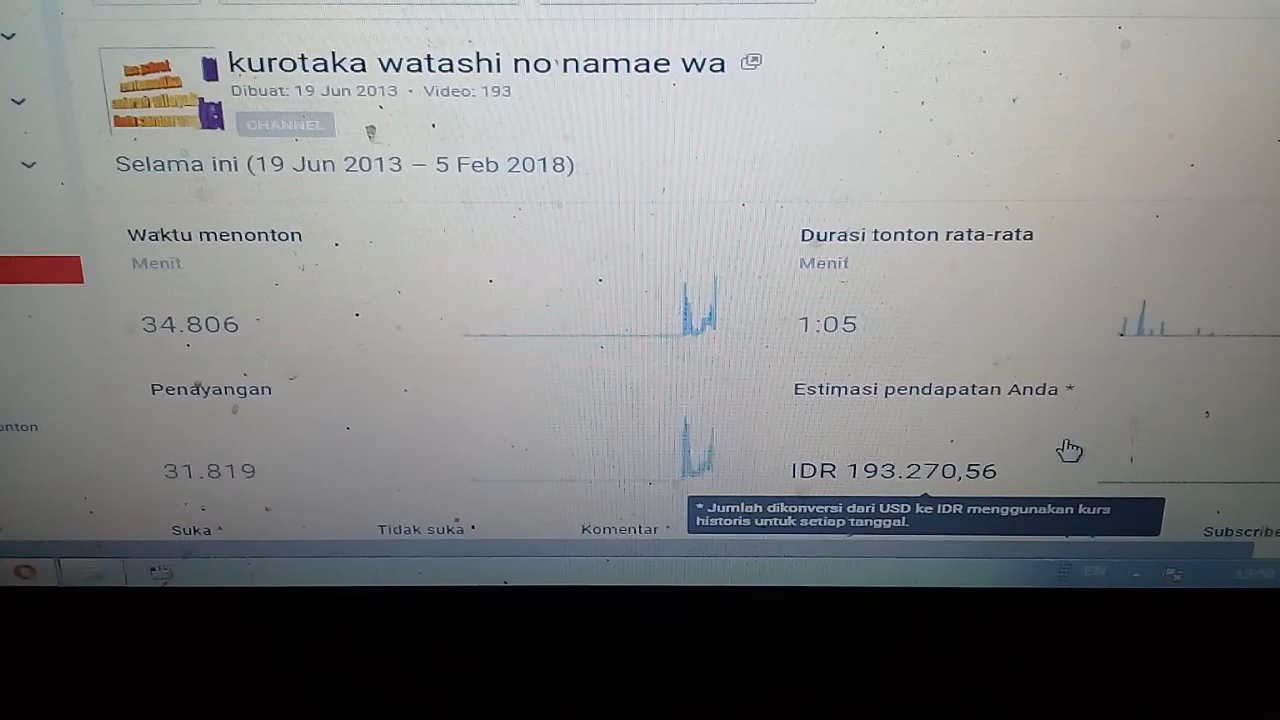 kurotaka watashi no namae wa
Dibuat: 19 Jun 2013 • Video: 193
CHANNEL
Selama ini (19 Jun 2013 – 5 Feb 2018)
Waktu menonton
Menit
34.806
Durasi tonton rata-rata
Menit
1:05
Penayangan
31.819
Estimasi pendapatan Anda *
IDR 193.270,56
* Jumlah dikonversi dari USD ke IDR menggunakan kurs
historis untuk setiap tanggal.
onton
Suka *
Tidak suka *
Komentar *
Subscribe
EN